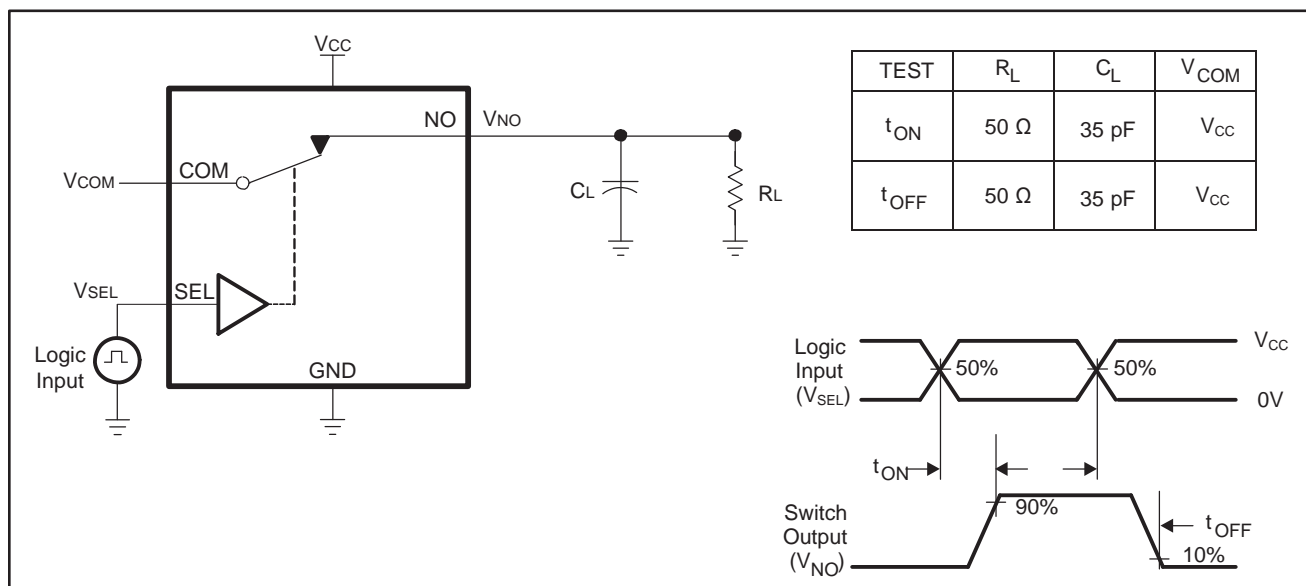 VCC
NO
VNO
VCOM
COM
CL
RL
VSEL
SEL
Logic
Input
GND
TEST RL CL VCOM
tON 50 Ω 35 pF VCC
tOFF 50 Ω 35 pF VCC
Logic
Input
(VSEL)
50%
50%
VCC
0V
tON
Switch
Output
(VNO)
90%
tOFF
10%